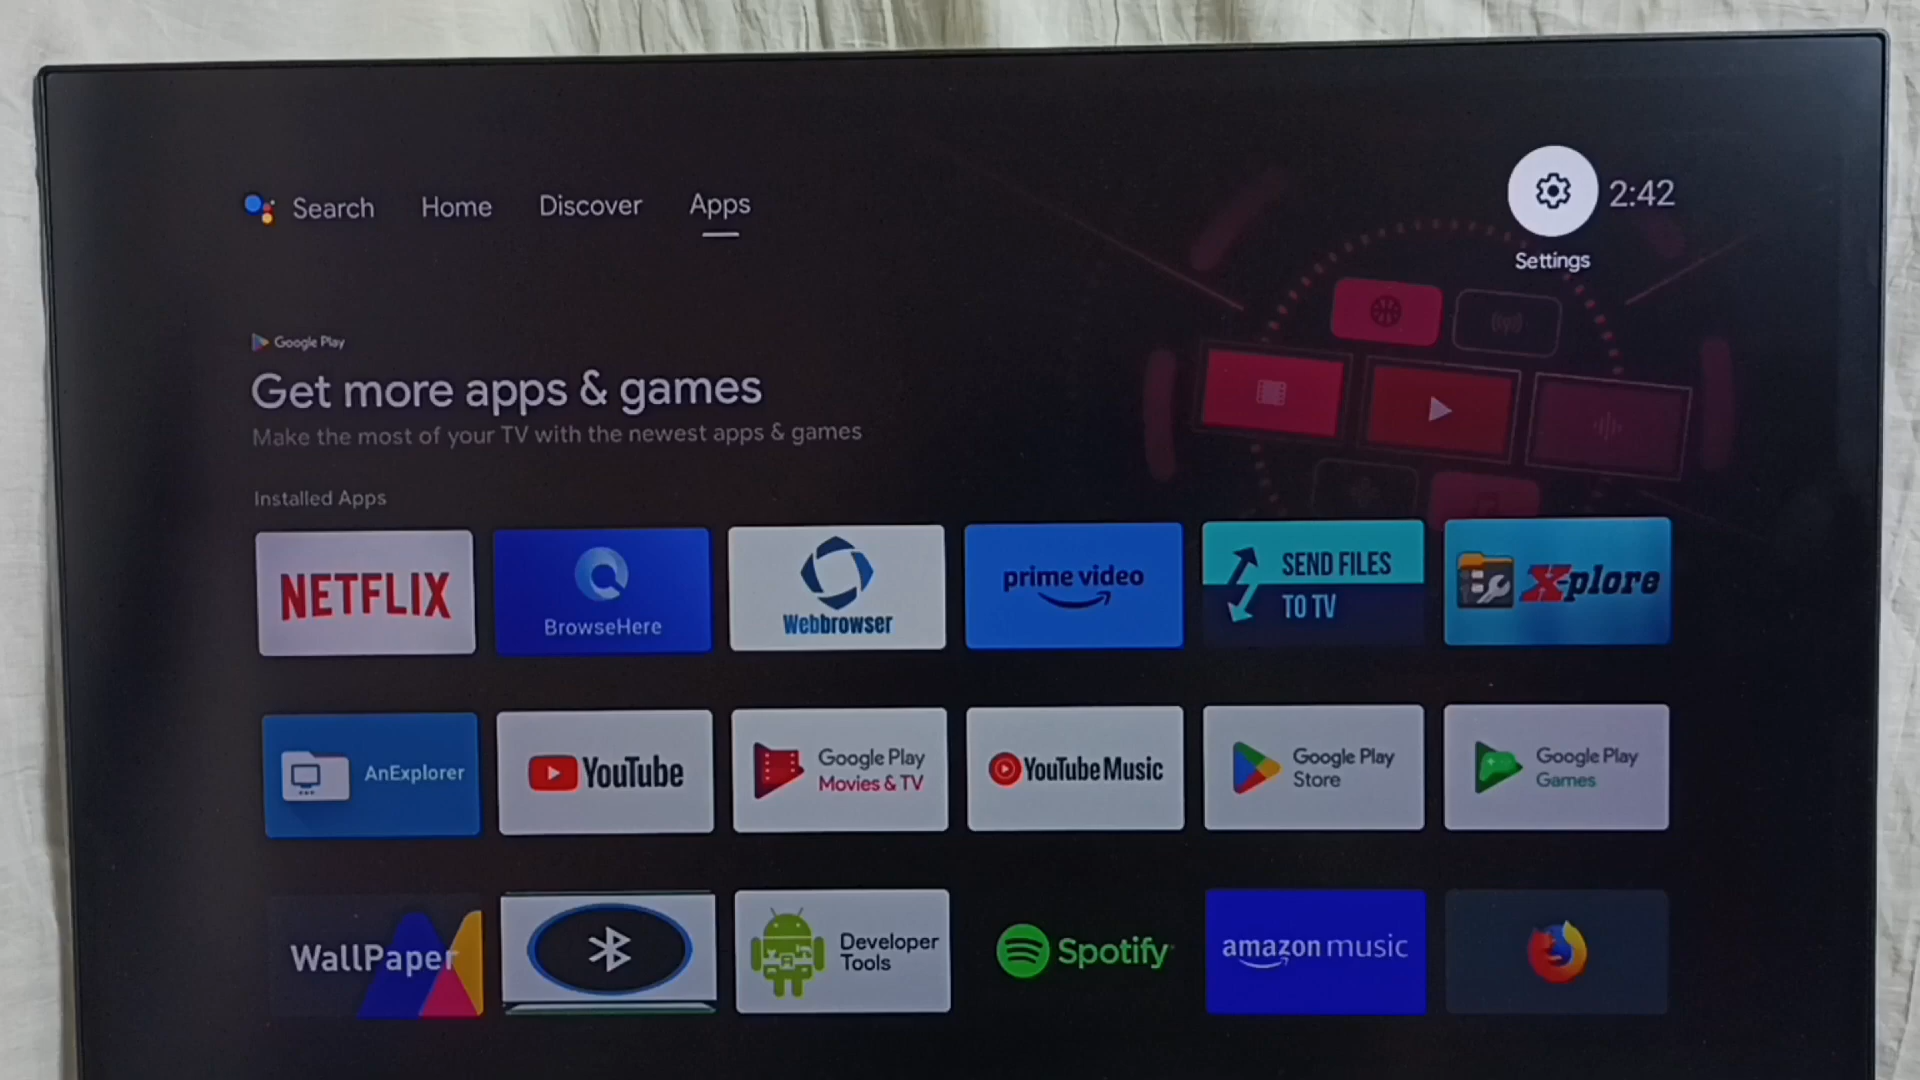 Search Home Discover Apps
2:42
Settings
Google Play
Get more apps & games
Make the most of your TV with the newest apps & games
Installed Apps
NETFLIX
BrowseHere
Webbrowser
prime video
SEND FILES
TO TV
X-plore
AnExplorer
YouTube
Google Play
Movies & TV
YouTube Music
Google Play
Store
Google Play
Games
WallPaper
Developer
Tools
Spotify
amazon music